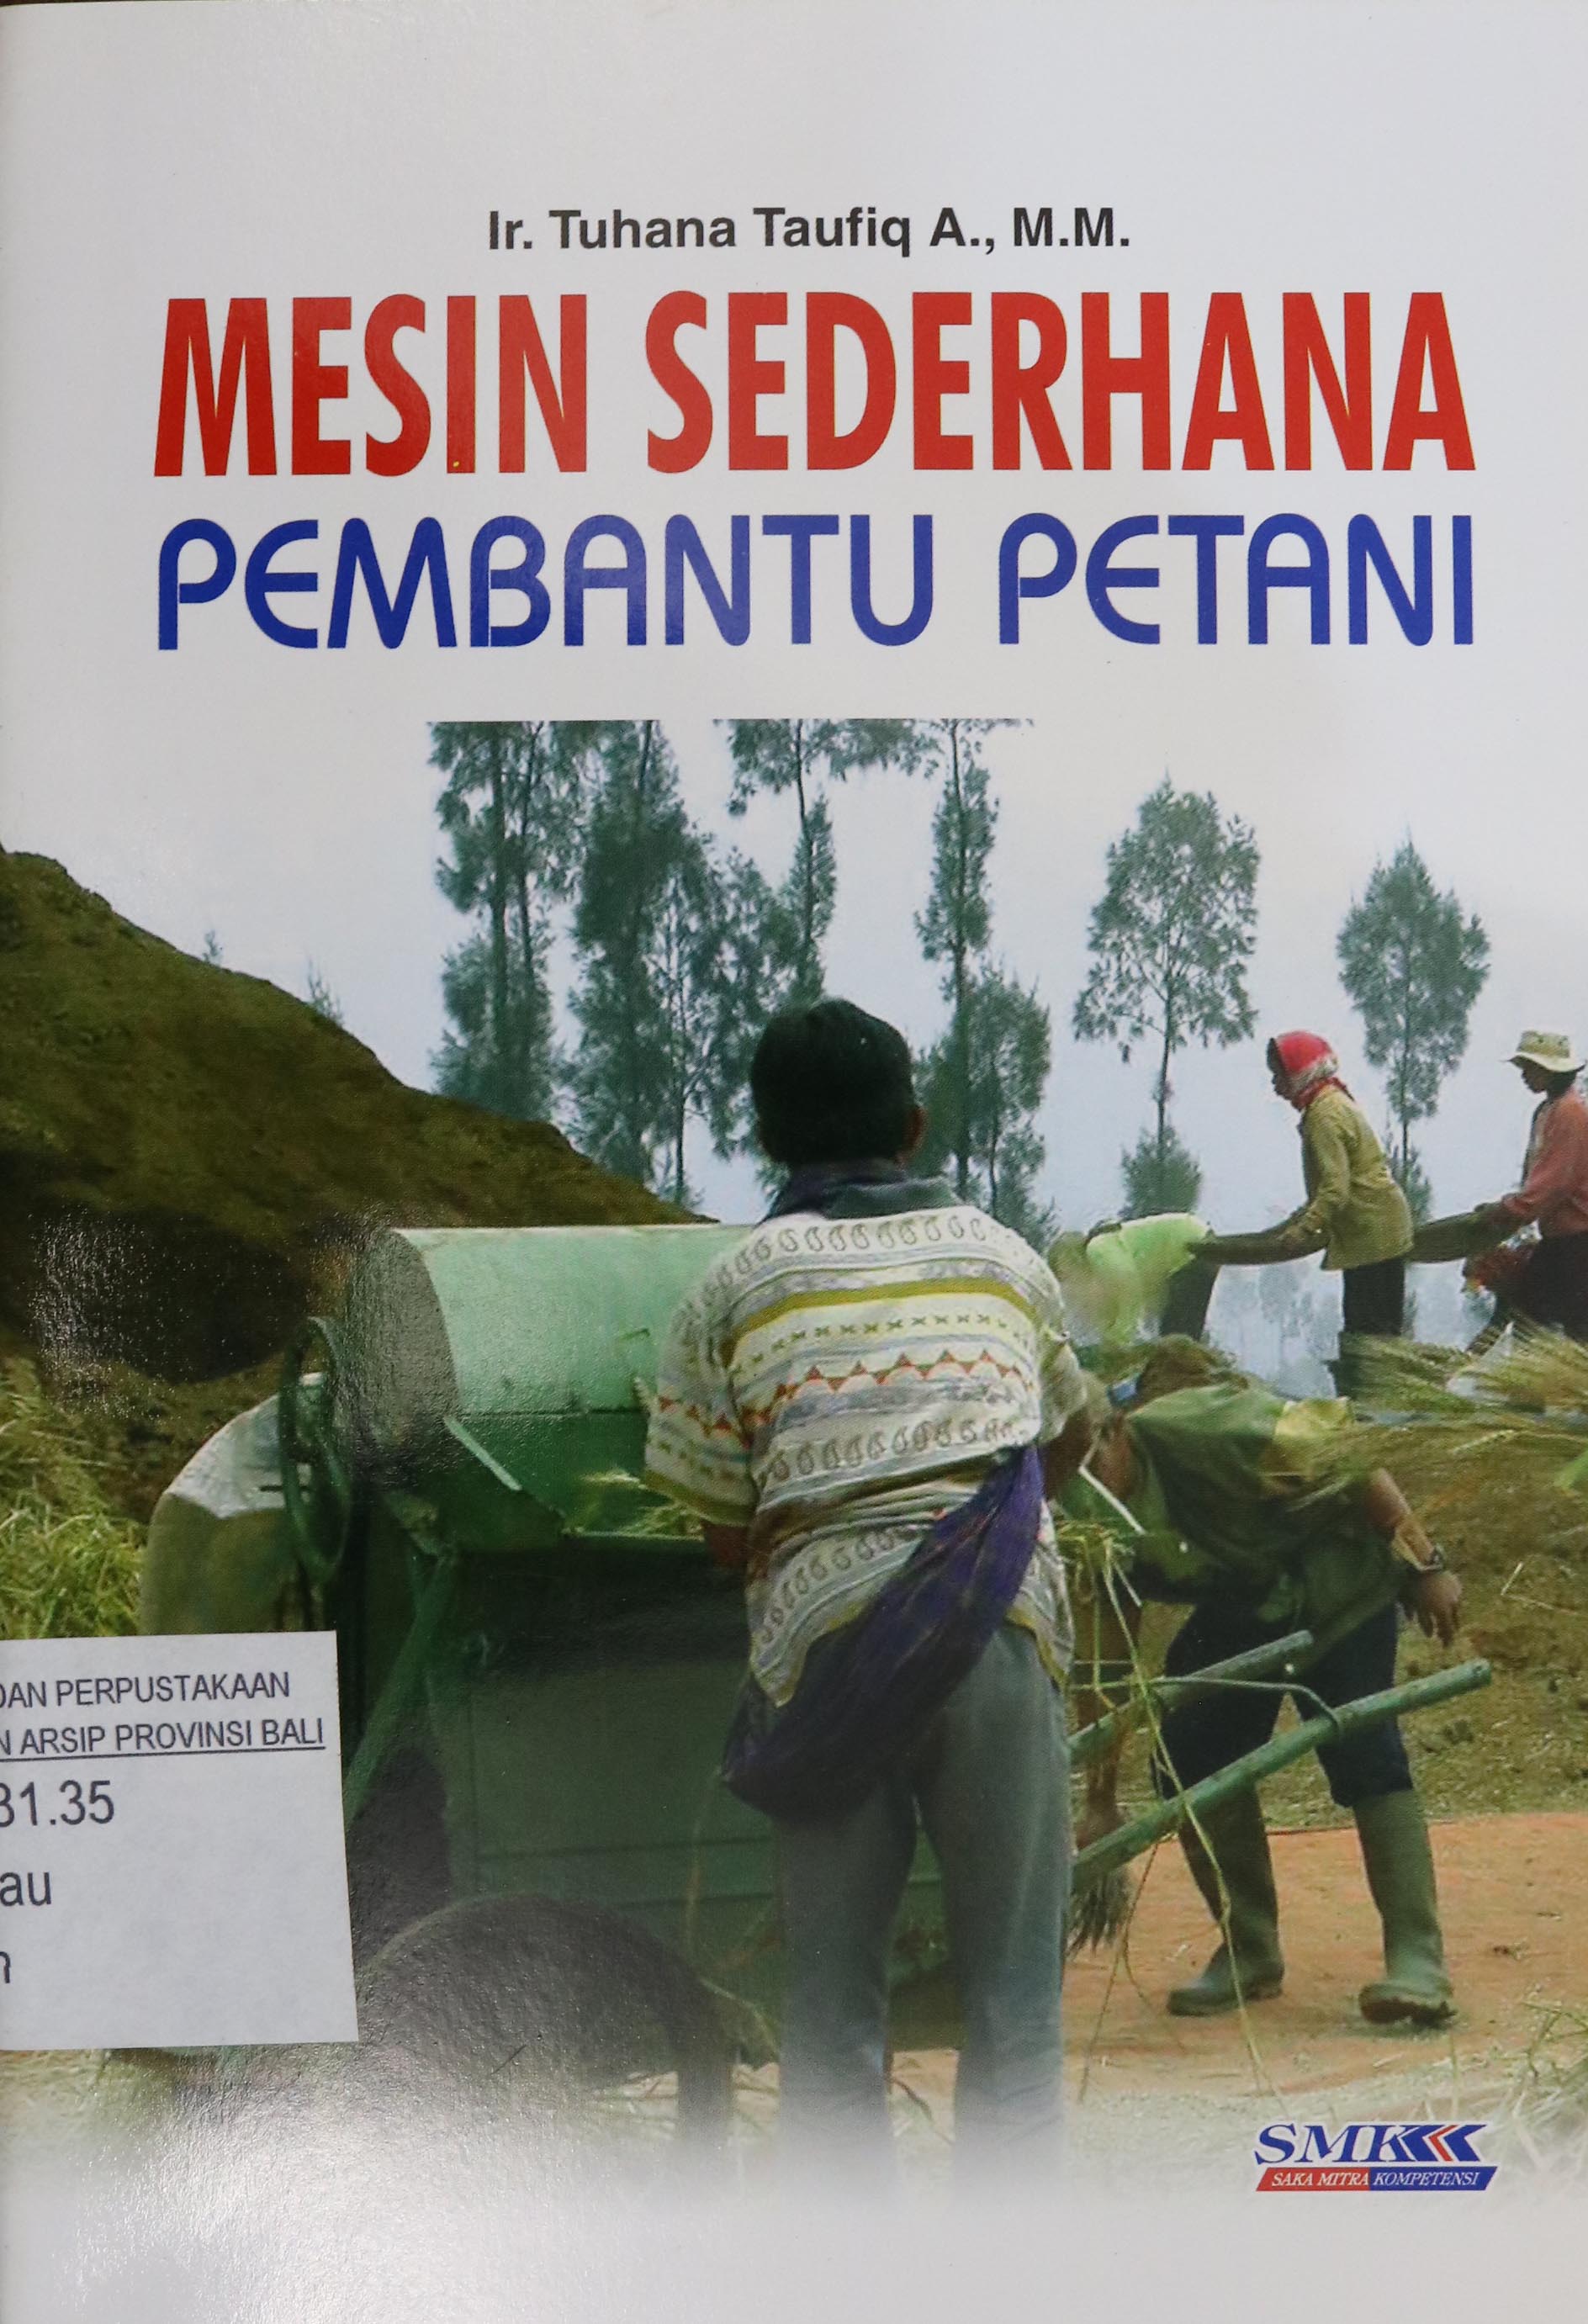 Ir. Tuhana Taufiq A., M.M.
MESIN SEDERHANA
PEMBANTU PETANI
DAN PERPUSTAKAAN
ARSIP PROVINSI BALI
31.35
au
SMK
SAKA MITRA KOMPETENSI